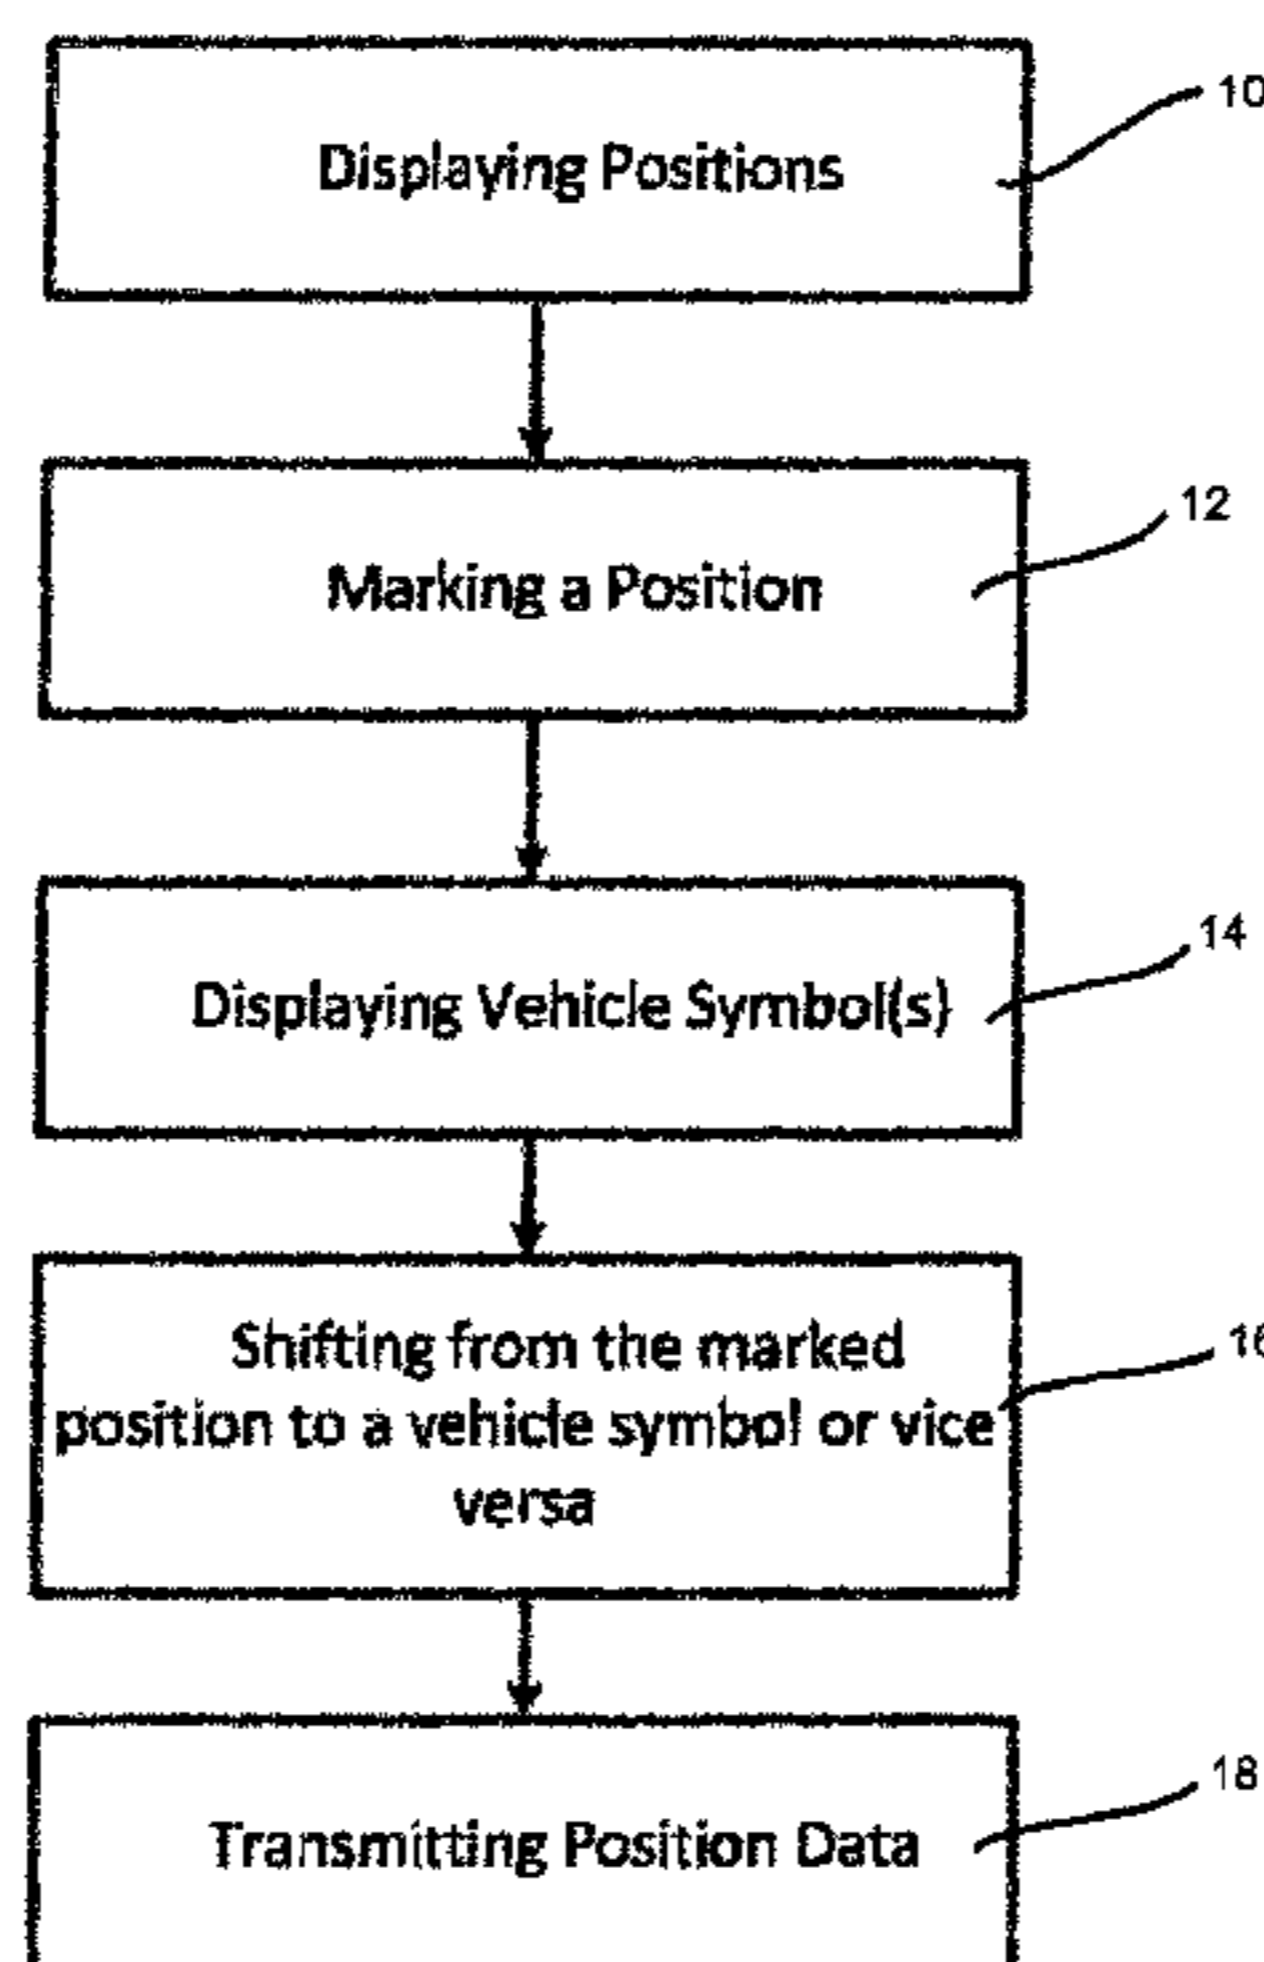 Displaying Positions
10
Marking a Position
12
Displaying Vehicle Symbol(s)
14
Shifting from the marked
position to a vehicle symbol or vice
versa
16
Transmitting Position Data
18